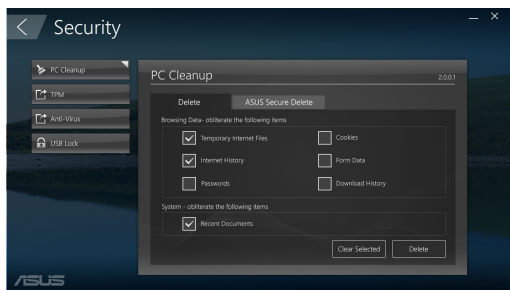 Security
PC Cleanup
TPM
Anti-Virus
USB Lock
PC Cleanup 2.0.0.1
Delete ASUS Secure Delete
Browsing Data- obliterate the following items
Temporary Internet Files Cookies
Internet History Form Data
Passwords Download History
System - obliterate the following items
Recent Documents
Clear Selected Delete
ASUS